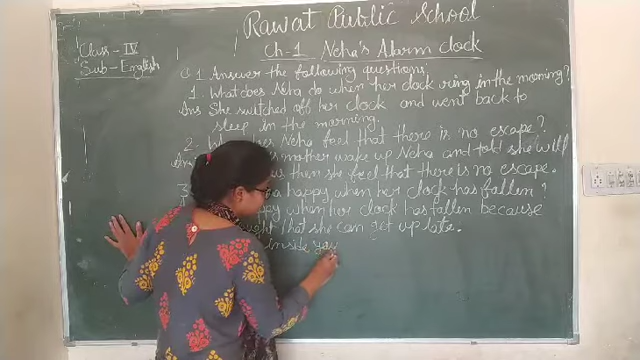 Rawat Public School
Class - IV
Sub - English
Ch-1 Neha's Alarm clock
Q.1 Answer the following questions:
1. What does Neha do when her clock ring in the morning?
Ans She switched off her clock and went back to
sleep in the morning.
2. Neha feel that there is no escape?
mother wake up Neha and told she will
us then she feel that there is no escape.
3. happy when her clock has fallen?
when her clock has fallen because
that she can get up late.
inside you